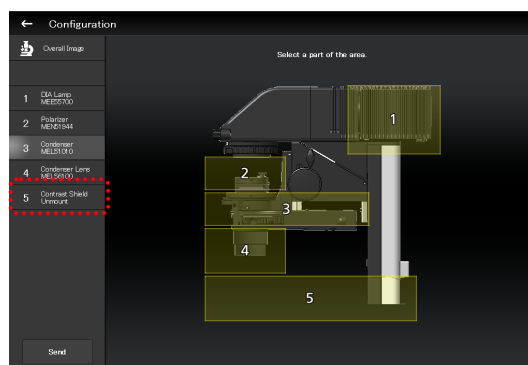 ← Configuration
Overall Image
Select a part of the area.
1 DIA Lamp
MEE55700
2 Polarizer
MEN51944
3 Condenser
MEL51010
4 Condenser Lens
MEL56100
5 Contrast Shield
Unmount
1
2
3
4
5
Send